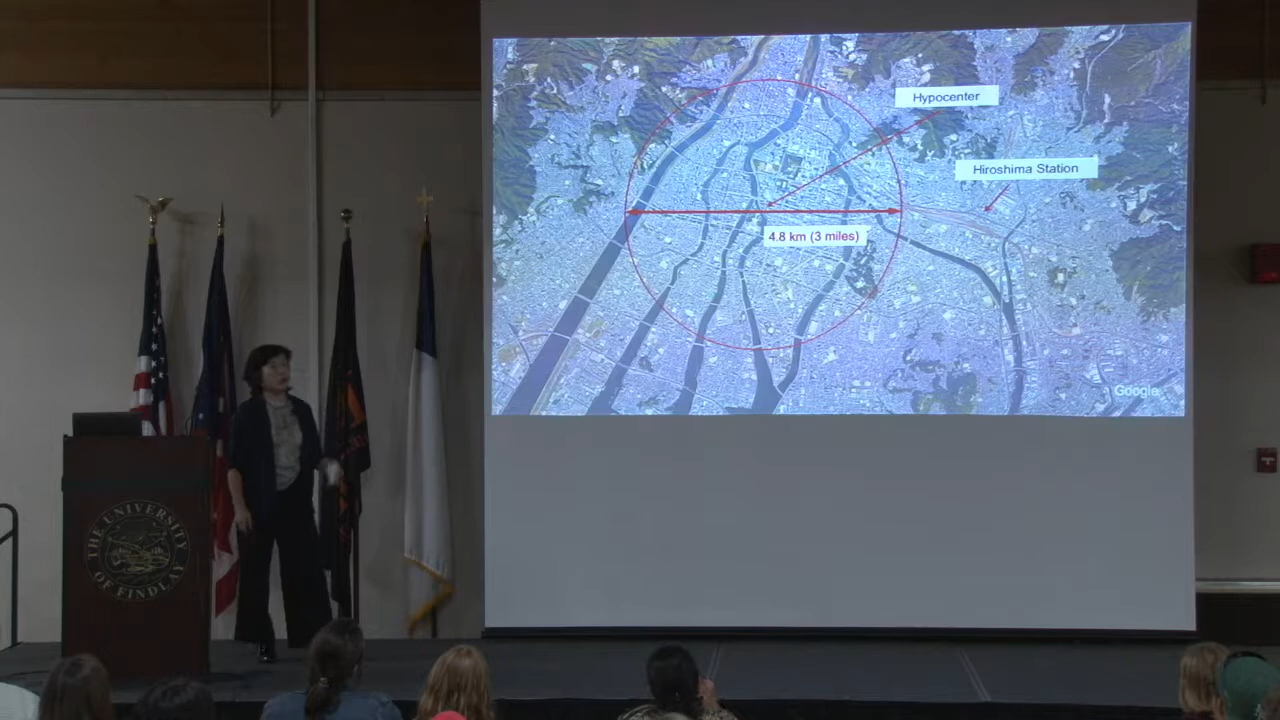 Hypocenter
Hiroshima Station
4.8 km (3 miles)
Google
THE UNIVERSITY
OF FINDLAY